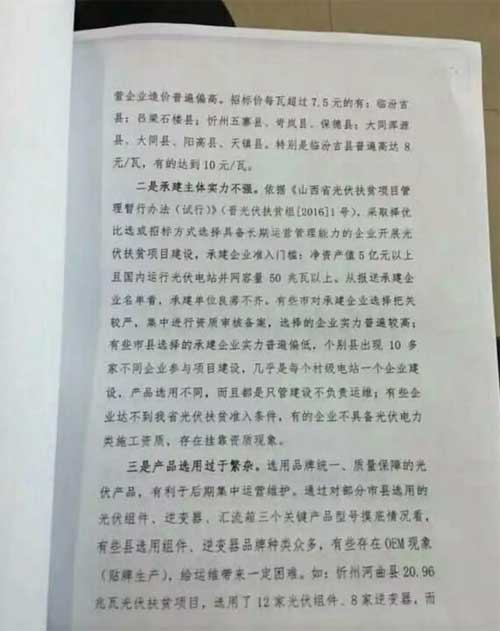 营企业造价普遍偏高。招标价每瓦超过 7.5 元的有：临汾吉
县；吕梁石楼县；忻州五寨县、岢岚县、保德县；大同浑源
县、大同县、阳高县、天镇县。特别是临汾吉县普遍高达 8
元/瓦，有的达到 10 元/瓦。
二是承建主体实力不强。依据《山西省光伏扶贫项目管
理暂行办法（试行）》（晋光伏扶贫组[2016]1 号），采取择优
比选或招标方式选择具备长期运营管理能力的企业开展光
伏扶贫项目建设，承建企业准入门槛：净资产值 5 亿元以上
且国内运行光伏电站并网容量 50 兆瓦以上。从报送承建企
业名单看，承建单位良莠不齐。有些市对承建企业选择把关
较严，集中进行资质审核备案，选择的企业实力普遍较高；
有些市县选择的承建企业实力普遍偏低，个别县出现 10 多
家不同企业参与项目建设，几乎是每个村级电站一个企业建
设，产品选用不同，而且都是只管建设不负责运维；有些企
业达不到我省光伏扶贫准入条件，有的企业不具备光伏电力
类施工资质，存在挂靠资质现象。
三是产品选用过于繁杂。选用品牌统一、质量保障的光
伏产品，有利于后期集中运营维护。通过对部分市县选用的
光伏组件、逆变器、汇流箱三个关键产品型号摸底情况看，
有些县选用组件、逆变器品牌种类众多，有些存在 OEM 现象
（贴牌生产），给运维带来一定困难。如：忻州河曲县 20.96
兆瓦光伏扶贫项目，选用了 12 家光伏组件、8 家逆变器，而